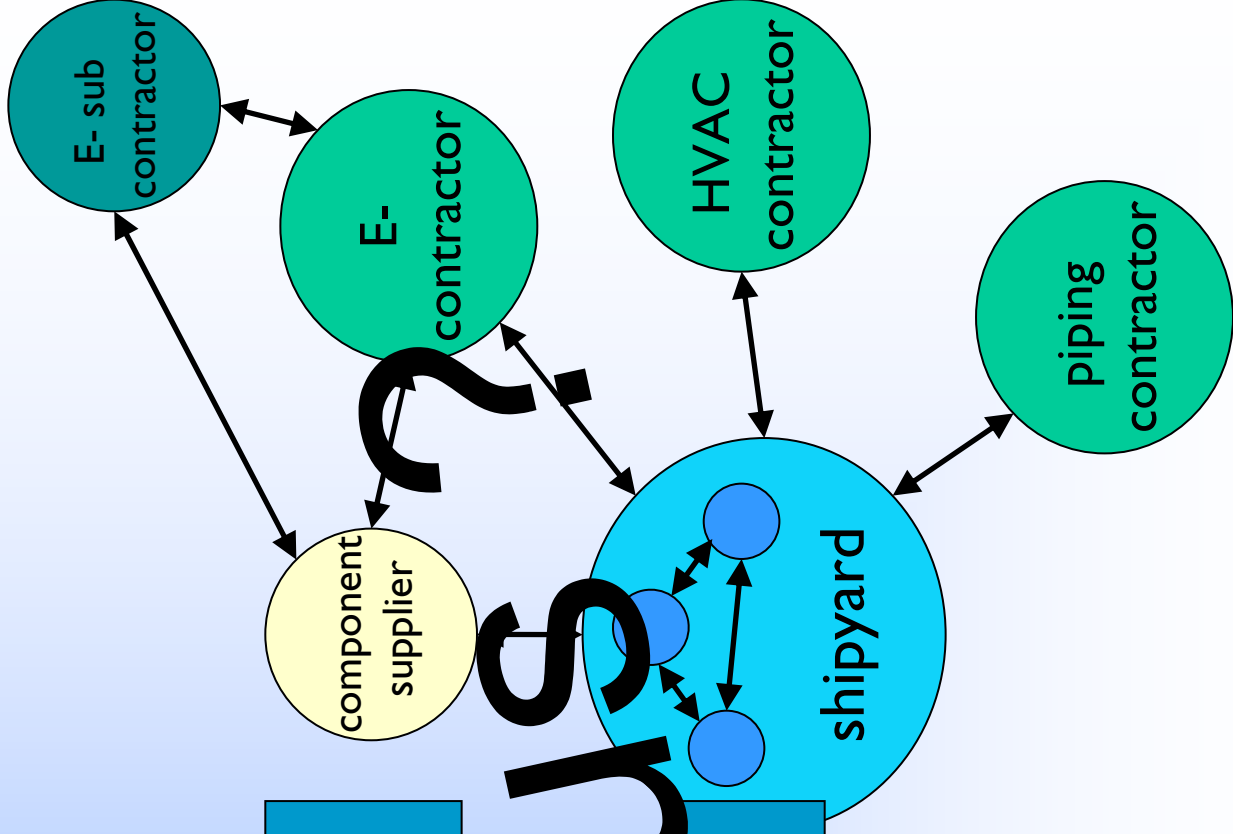 E- sub
contractor
component
supplier
E-
contractor
s ?
HVAC
contractor
shipyard
piping
contractor